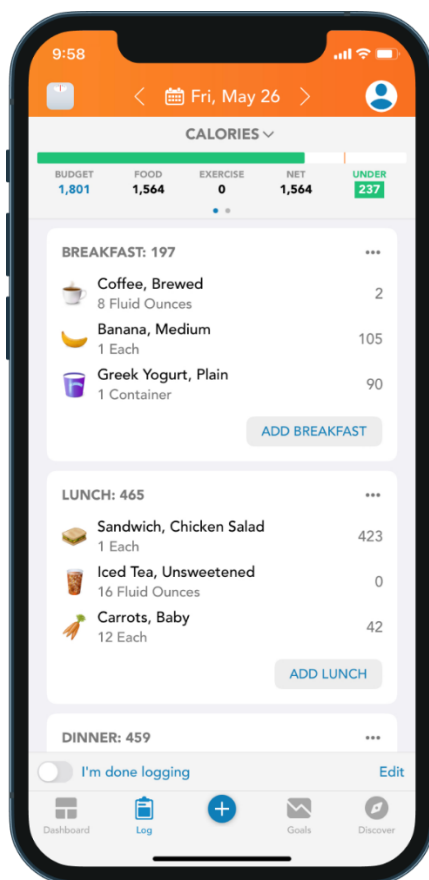 9:58
Fri, May 26
CALORIES
BUDGET FOOD EXERCISE NET UNDER
1,801 1,564 0 1,564 237
BREAKFAST: 197
Coffee, Brewed 2
8 Fluid Ounces
Banana, Medium 105
1 Each
Greek Yogurt, Plain 90
1 Container
ADD BREAKFAST
LUNCH: 465
Sandwich, Chicken Salad 423
1 Each
Iced Tea, Unsweetened 0
16 Fluid Ounces
Carrots, Baby 42
12 Each
ADD LUNCH
DINNER: 459
I'm done logging Edit
Dashboard Log Goals Discover